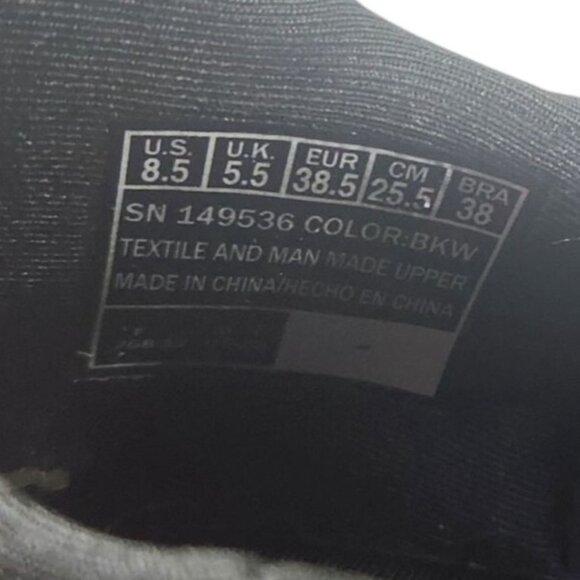 U.S. U.K. EUR CM BRA
8.5 5.5 38.5 25.5 38
SN 149536 COLOR:BKW
TEXTILE AND MAN MADE UPPER
MADE IN CHINA/HECHO EN CHINA